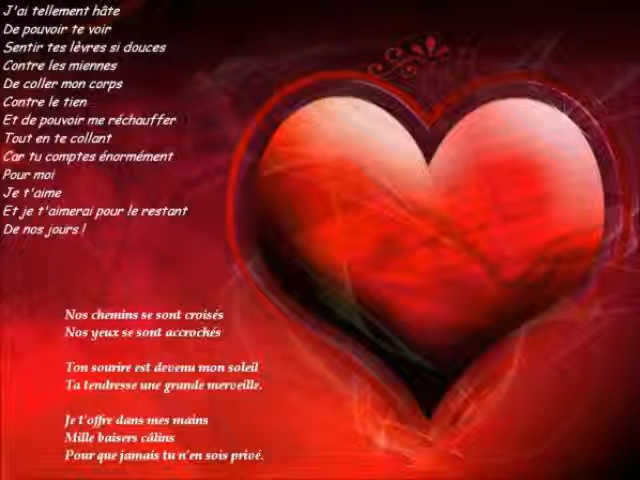 J'ai tellement hâte
De pouvoir te voir
Sentir tes lèvres si douces
Contre les miennes
De coller mon corps
Contre le tien
Et de pouvoir me réchauffer
Tout en te collant
Car tu comptes énormément
Pour moi
Je t'aime
Et je t'aimerai pour le restant
De nos jours !
Nos chemins se sont croisés
Nos yeux se sont accrochés
Ton sourire est devenu mon soleil
Ta tendresse une grande merveille.
Je t'offre dans mes mains
Mille baisers câlins
Pour que jamais tu n'en sois privé.